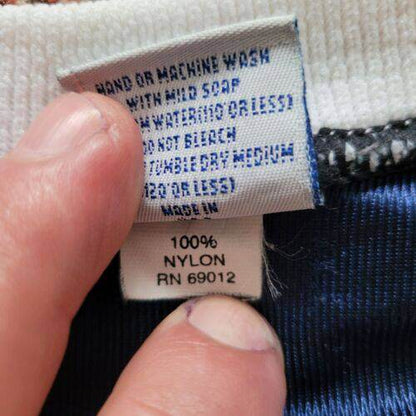 HAND OR MACHINE WASH
WITH MILD SOAP
WATER(110° OR LESS)
DO NOT BLEACH
TUMBLE DRY MEDIUM
(120° OR LESS)
MADE IN
100%
NYLON
RN 69012